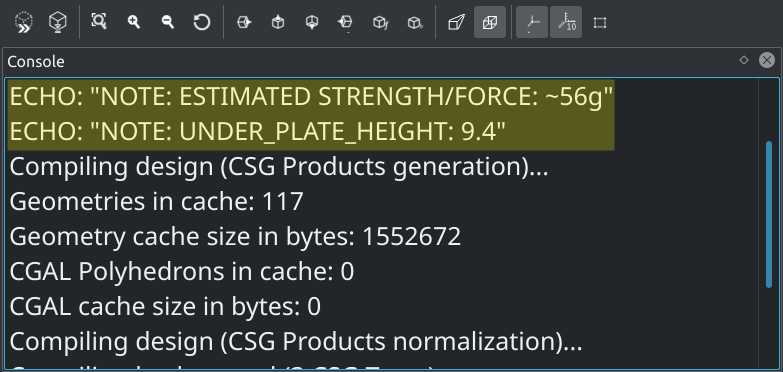 10
Console
ECHO: "NOTE: ESTIMATED STRENGTH/FORCE: ~56g"
ECHO: "NOTE: UNDER_PLATE_HEIGHT: 9.4"
Compiling design (CSG Products generation)...
Geometries in cache: 117
Geometry cache size in bytes: 1552672
CGAL Polyhedrons in cache: 0
CGAL cache size in bytes: 0
Compiling design (CSG Products normalization)...